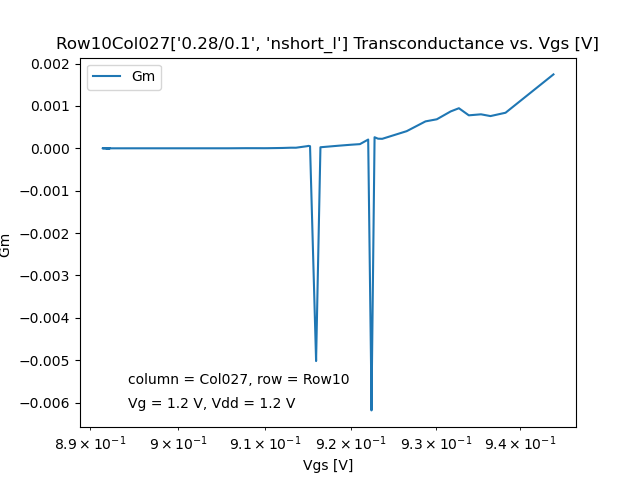 Row10Col027['0.28/0.1', 'nshort_l'] Transconductance vs. Vgs [V]
Gm
0.002
0.001
0.000
−0.001
−0.002
−0.003
−0.004
−0.005
−0.006
Gm
column = Col027, row = Row10
Vg = 1.2 V, Vdd = 1.2 V
8.9 × 10⁻¹ 9 × 10⁻¹ 9.1 × 10⁻¹ 9.2 × 10⁻¹ 9.3 × 10⁻¹ 9.4 × 10⁻¹
Vgs [V]